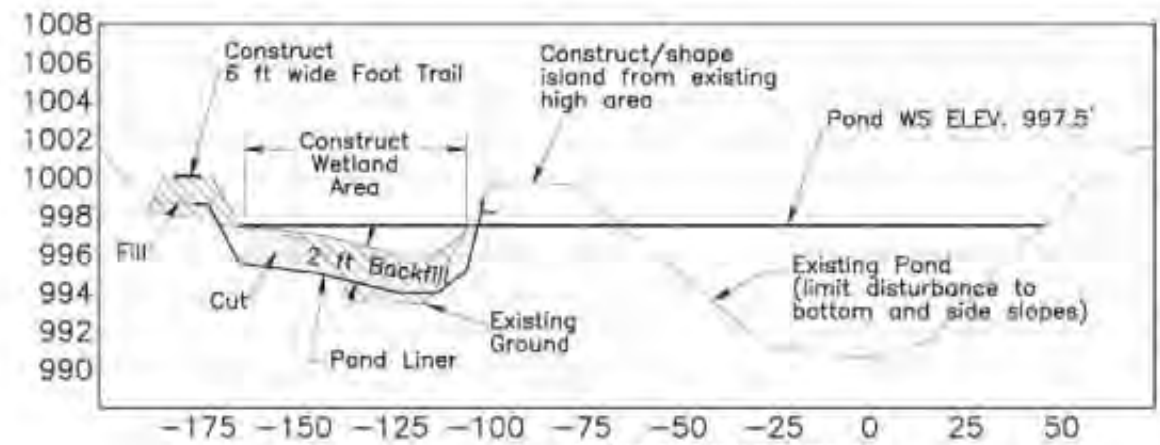 1008
1006
1004
1002
1000
998
996
994
992
990
Construct
6 ft wide Foot Trail
Construct/shape
island from existing
high area
Pond WS ELEV. 997.5'
Construct
Wetland
Area
Fill
Cut
2 ft Backfill
Existing Pond
(limit disturbance to
bottom and side slopes)
Existing
Ground
Pond Liner
-175 -150 -125 -100 -75 -50 -25 0 25 50